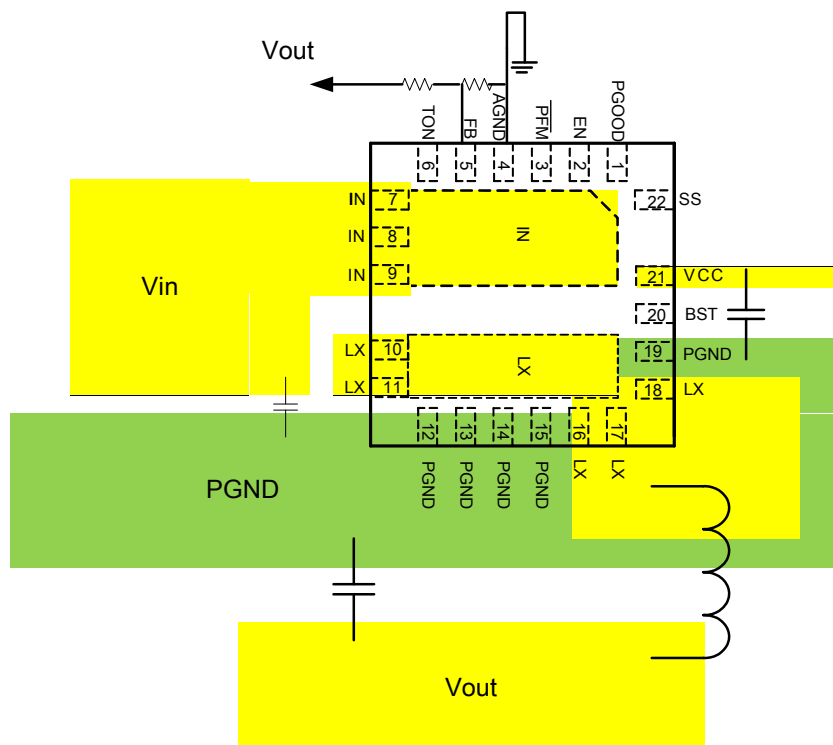 Vout
TON
FB
AGND
PFM
EN
PGOOD
6
5
4
3
2
1
IN
7
IN
8
IN
9
IN
22
SS
Vin
21
VCC
20
BST
LX
10
LX
11
LX
19
PGND
18
LX
12
13
14
15
16
17
PGND
PGND
PGND
PGND
LX
LX
PGND
Vout